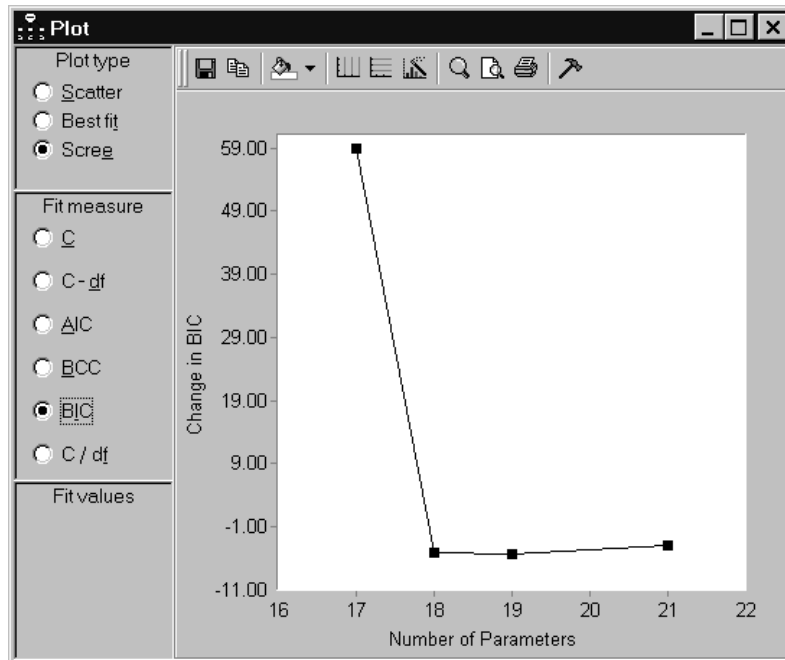 Plot
Plot type
Scatter
Best fit
Scree
Fit measure
C
C - df
AIC
BCC
BIC
C / df
Fit values
59.00
49.00
39.00
29.00
19.00
9.00
-1.00
-11.00
Change in BIC
16 17 18 19 20 21 22
Number of Parameters